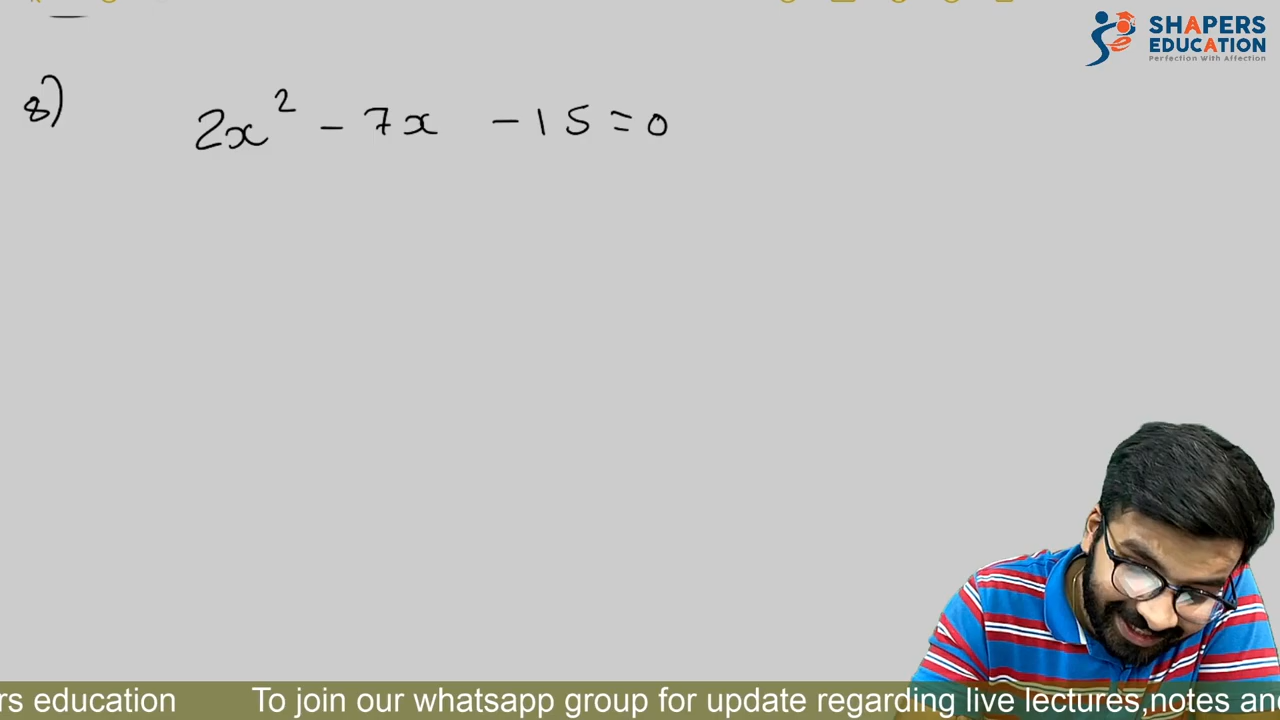 SHAPERS
EDUCATION
Perfection With Affection
8)
2x² - 7x - 15 = 0
rs education To join our whatsapp group for update regarding live lectures,notes an